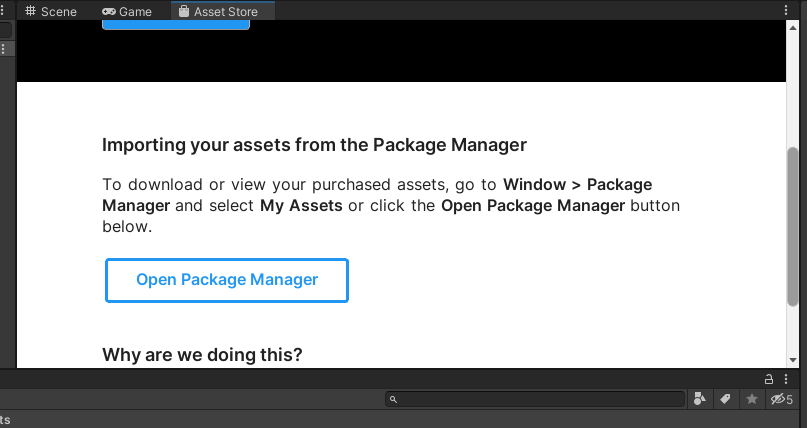 Scene Game Asset Store
Importing your assets from the Package Manager
To download or view your purchased assets, go to Window > Package
Manager and select My Assets or click the Open Package Manager button
below.
Open Package Manager
Why are we doing this?
5
ts